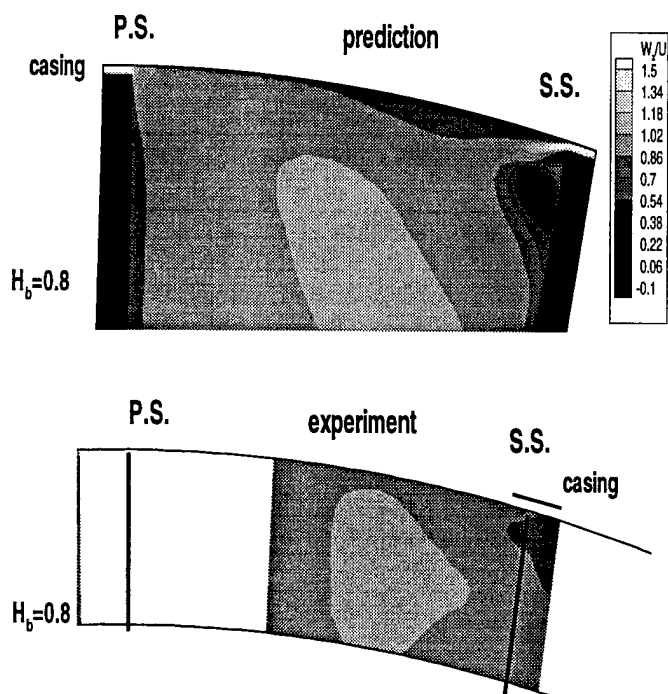 P.S.
prediction
casing
S.S.
W_x/U
1.5
1.34
1.18
1.02
0.86
0.7
0.54
0.38
0.22
0.06
-0.1
H_b=0.8
P.S.
experiment
S.S.
casing
H_b=0.8